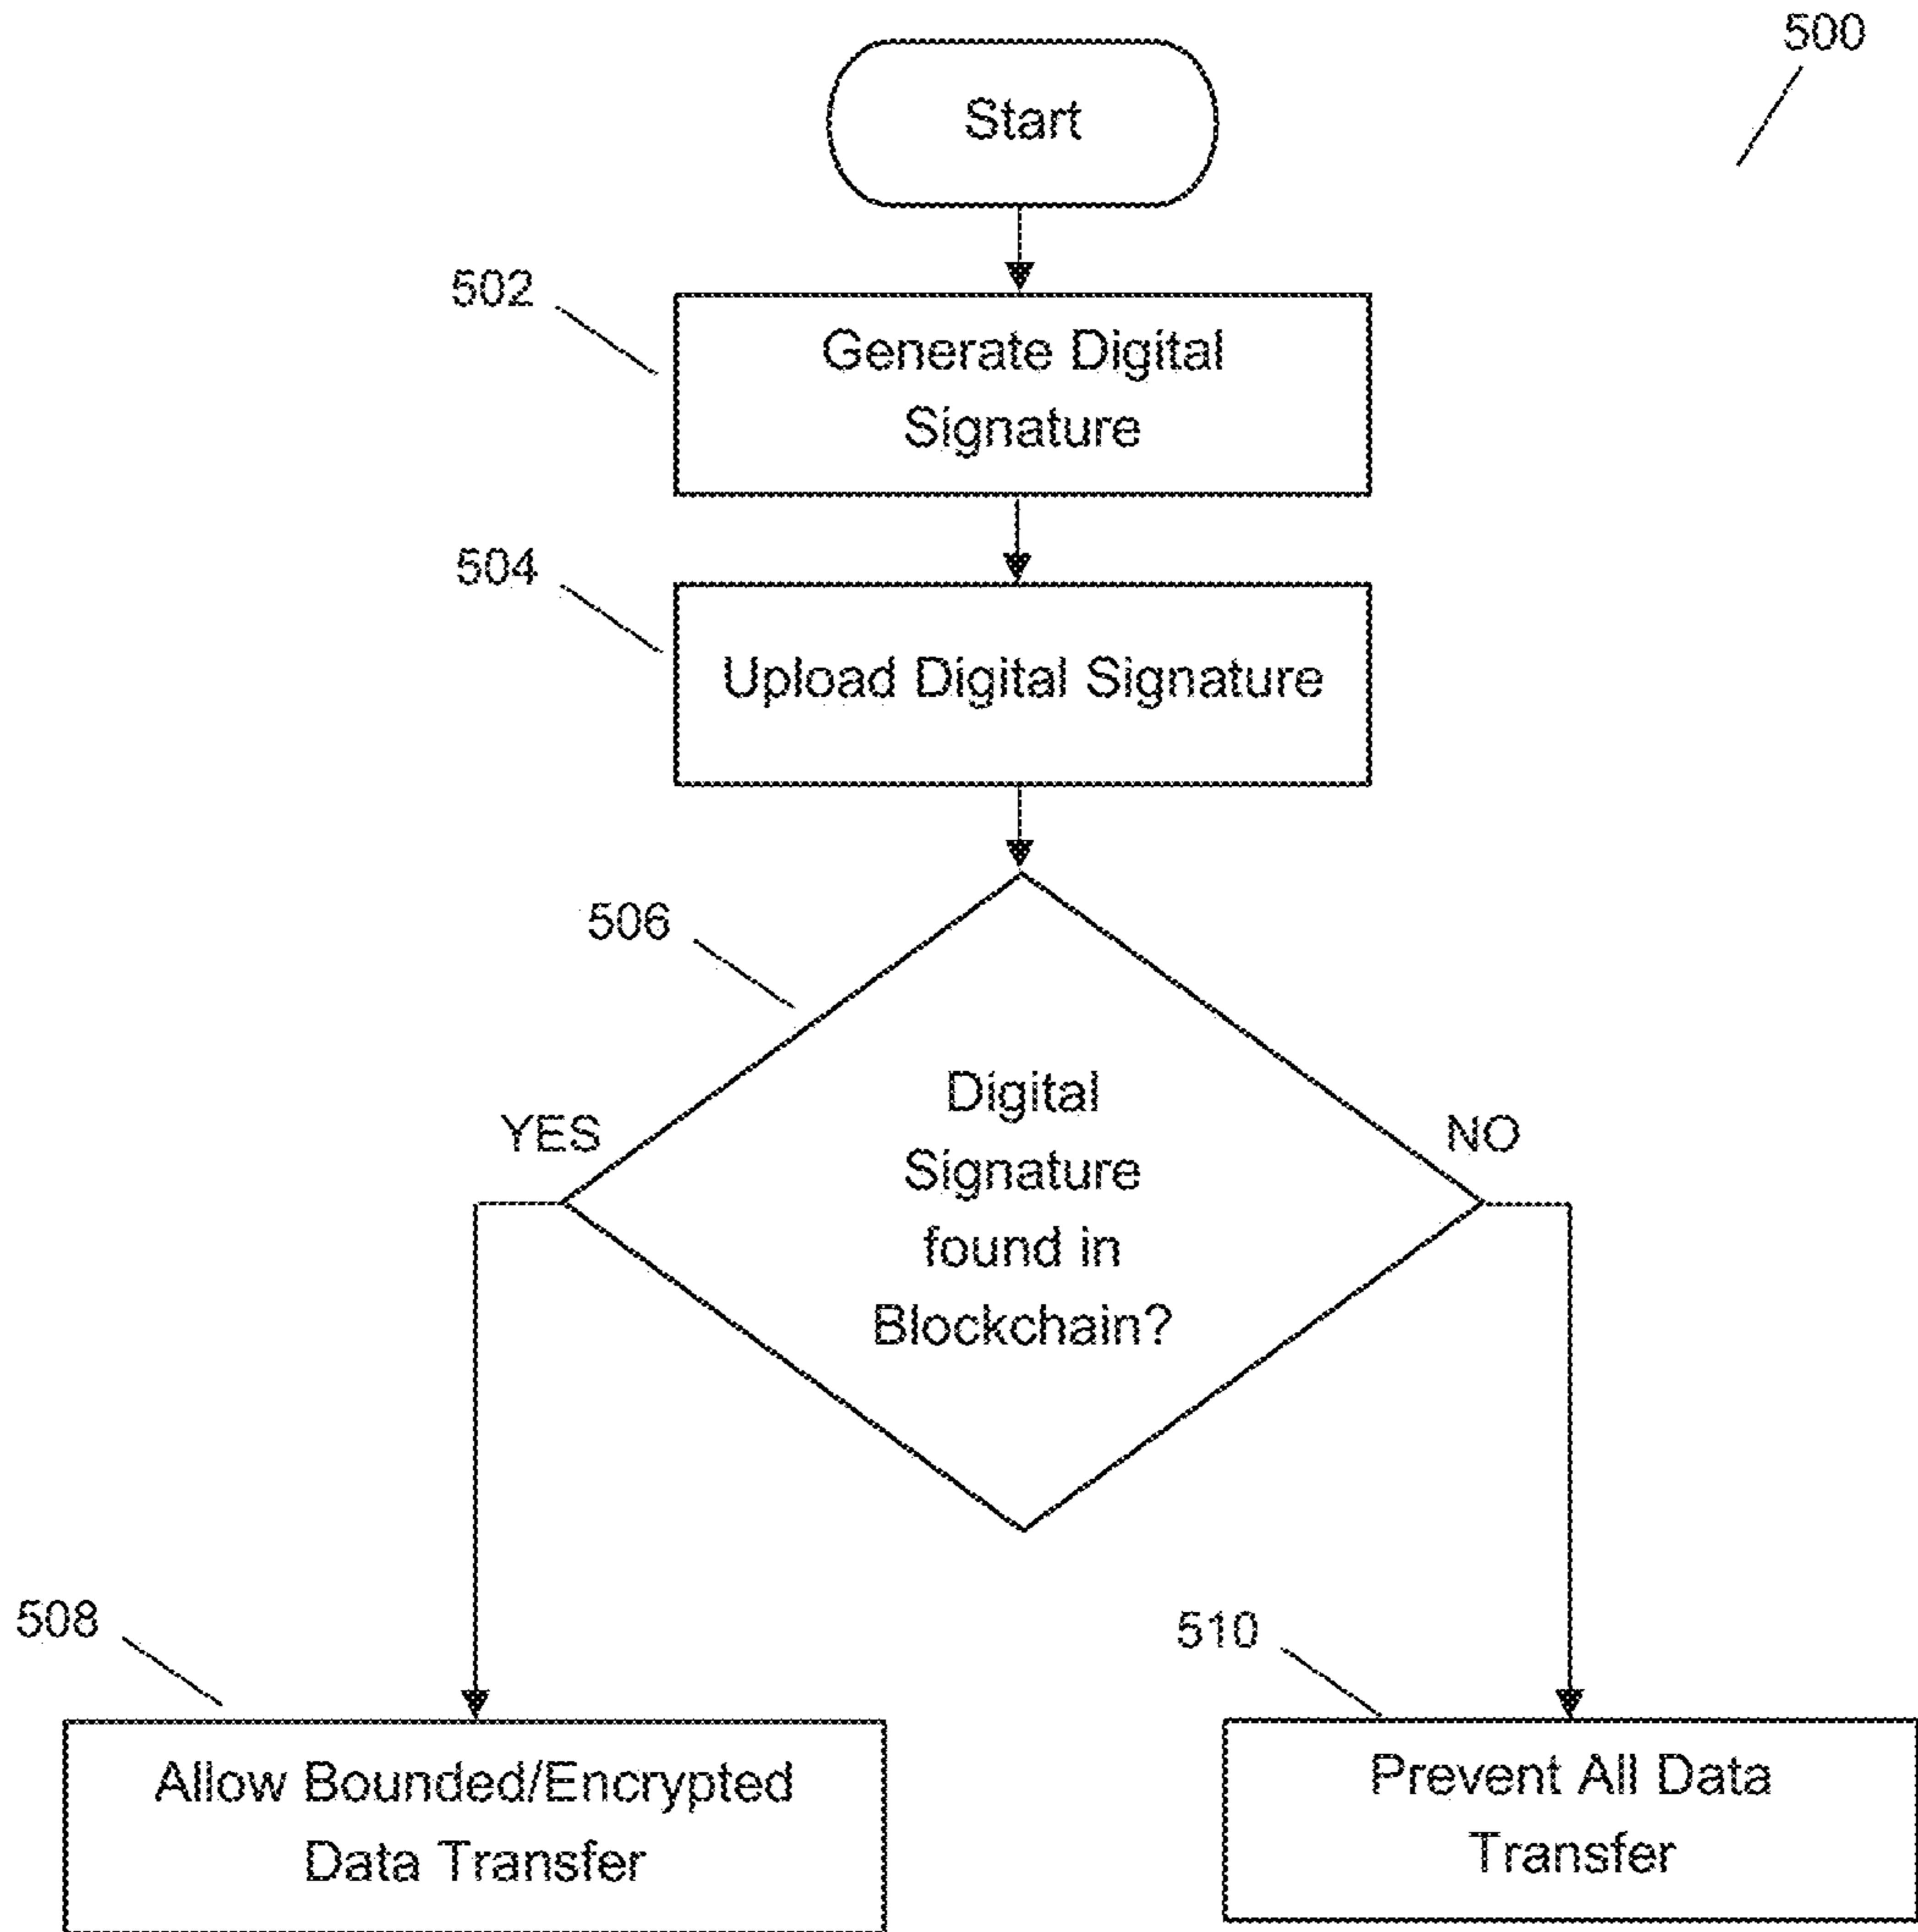 500
Start
502
Generate Digital
Signature
504
Upload Digital Signature
506
Digital
Signature
found in
Blockchain?
YES
NO
508
Allow Bounded/Encrypted
Data Transfer
510
Prevent All Data
Transfer